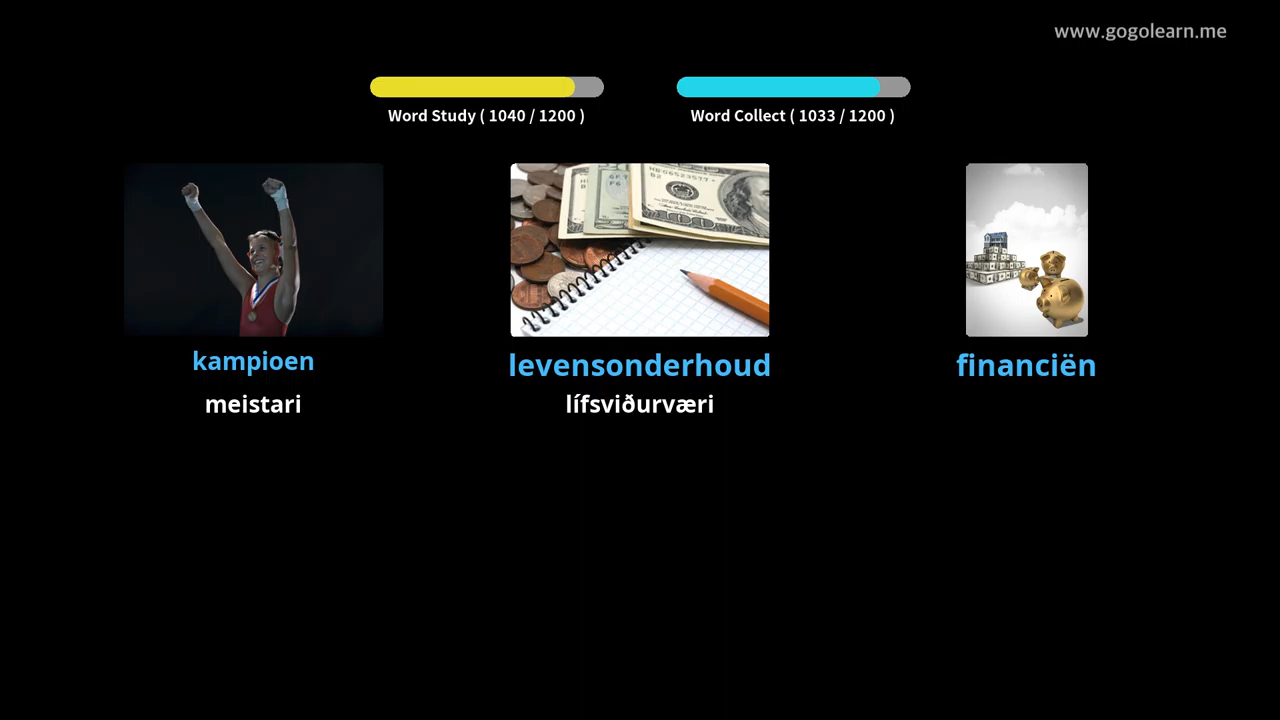 www.gogolearn.me
Word Study ( 1040 / 1200 )
Word Collect ( 1033 / 1200 )
kampioen
levensonderhoud
financiën
meistari
lífsviðurværi